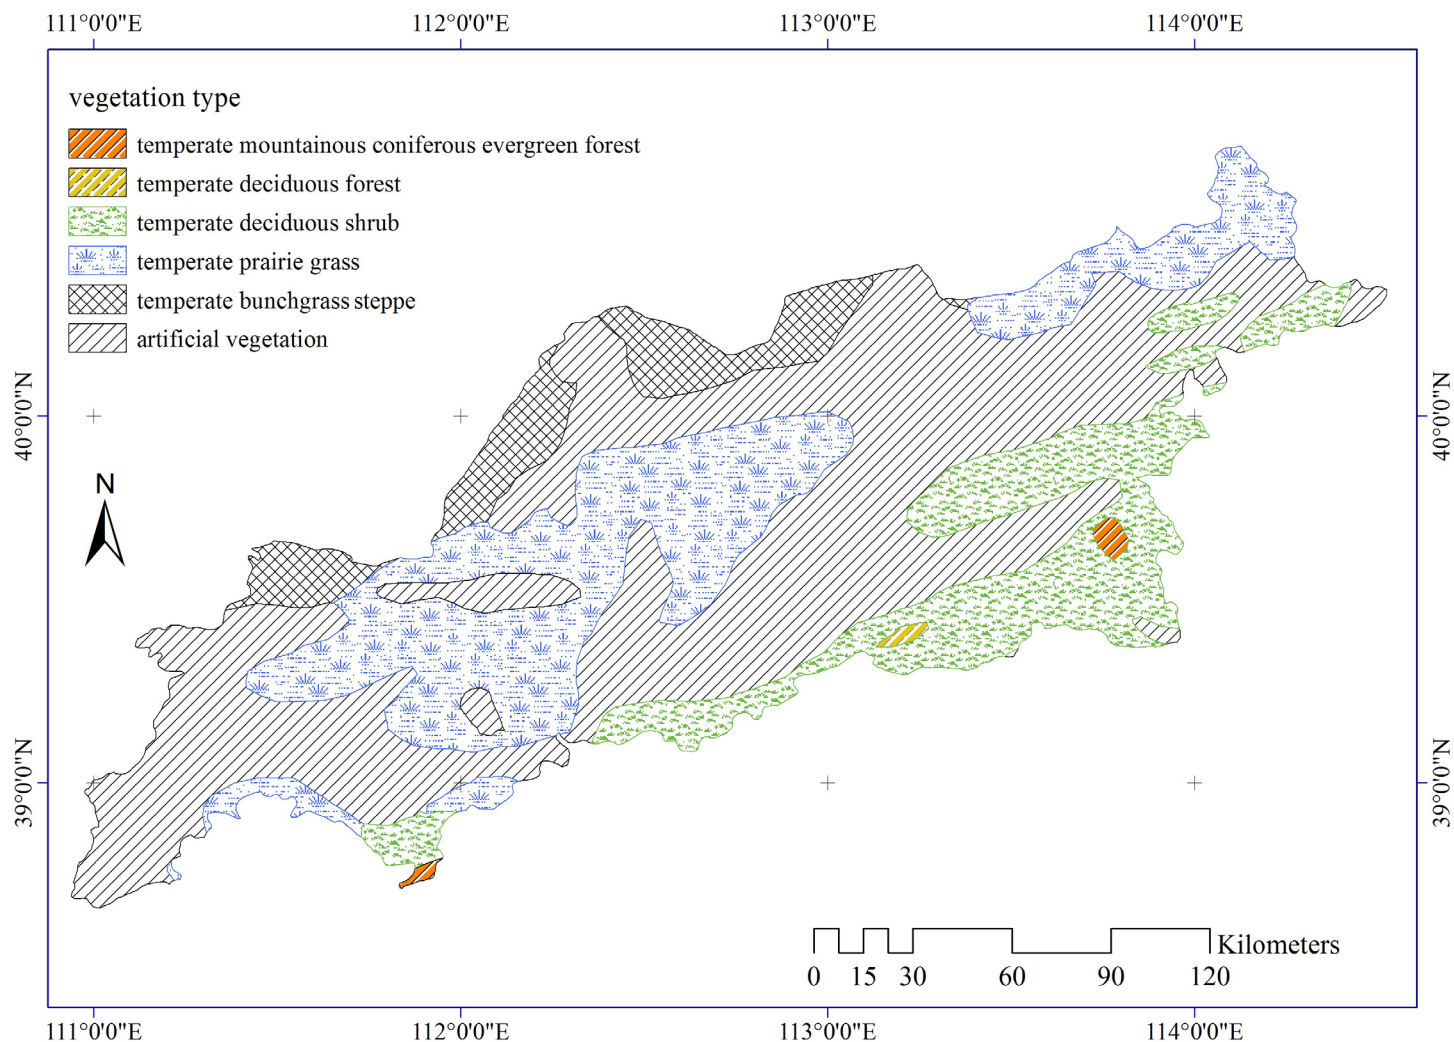 111°0'0"E 112°0'0"E 113°0'0"E 114°0'0"E
vegetation type
temperate mountainous coniferous evergreen forest
temperate deciduous forest
temperate deciduous shrub
temperate prairie grass
temperate bunchgrass steppe
artificial vegetation
40°0'0"N
40°0'0"N
N
39°0'0"N
39°0'0"N
Kilometers
0 15 30 60 90 120
111°0'0"E 112°0'0"E 113°0'0"E 114°0'0"E